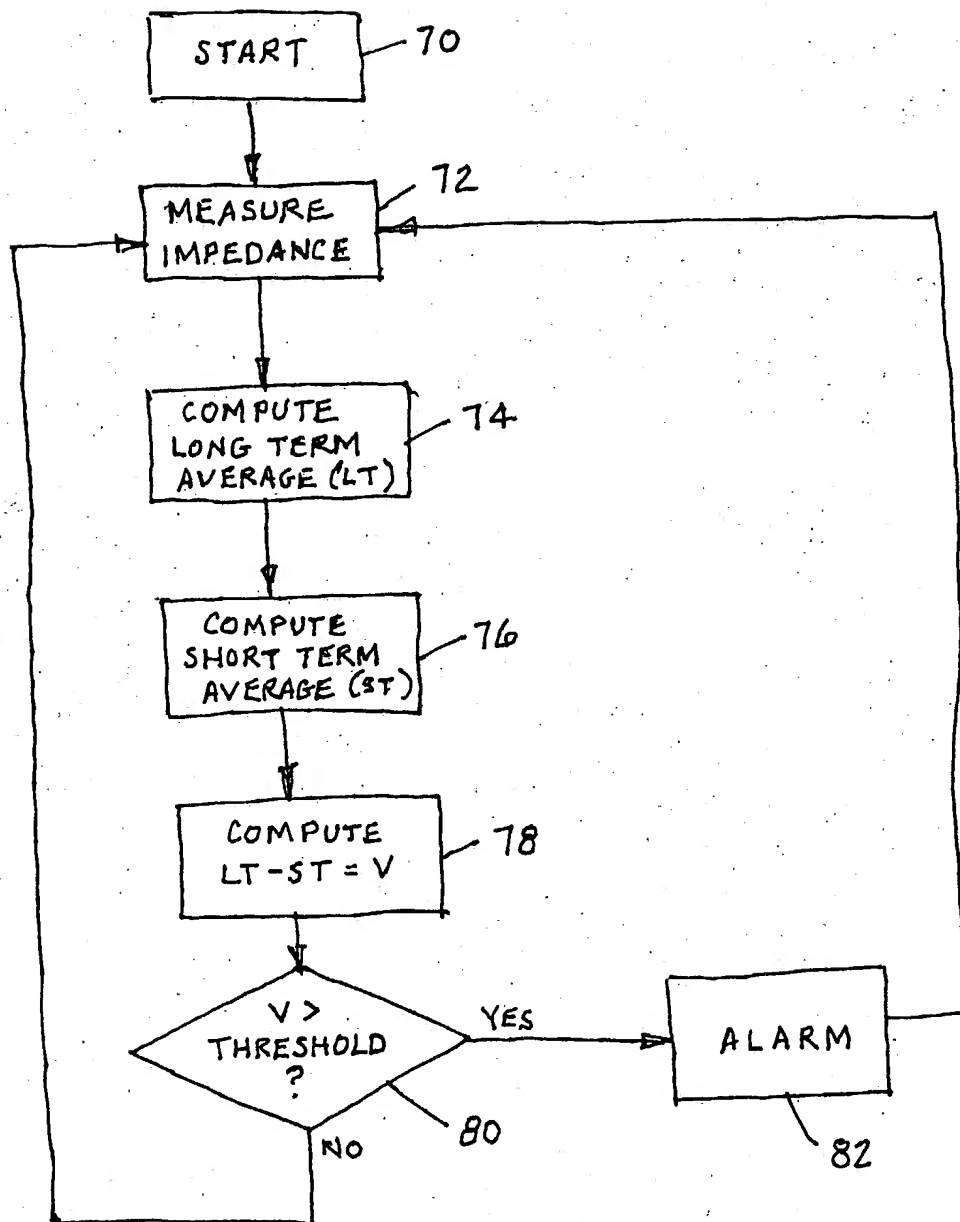 START
70
72
MEASURE
IMPEDANCE
COMPUTE
LONG TERM
AVERAGE (LT)
74
COMPUTE
SHORT TERM
AVERAGE (ST)
76
COMPUTE
LT-ST = V
78
V >
THRESHOLD
?
YES
NO
80
ALARM
82